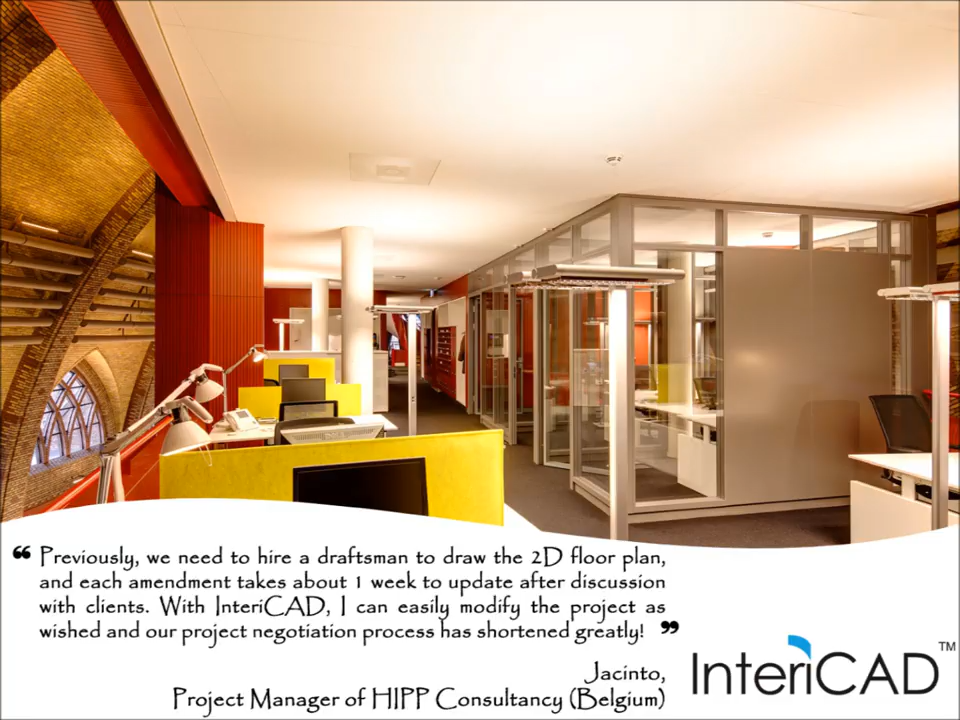 ❝ Previously, we need to hire a draftsman to draw the 2D floor plan,
and each amendment takes about 1 week to update after discussion
with clients. With InteriCAD, I can easily modify the project as
wished and our project negotiation process has shortened greatly! ❞
Jacinto,
Project Manager of HIPP Consultancy (Belgium)
InteriCAD™